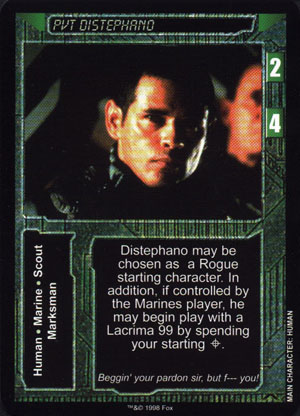 PVT DISTEPHANO
2
4
Human • Marine • Scout
Marksman
Distephano may be
chosen as a Rogue
starting character. In
addition, if controlled by
the Marines player, he
may begin play with a
Lacrima 99 by spending
your starting ⌖.
Beggin' your pardon sir, but f--- you!
MAIN CHARACTER: HUMAN
™&© 1998 Fox